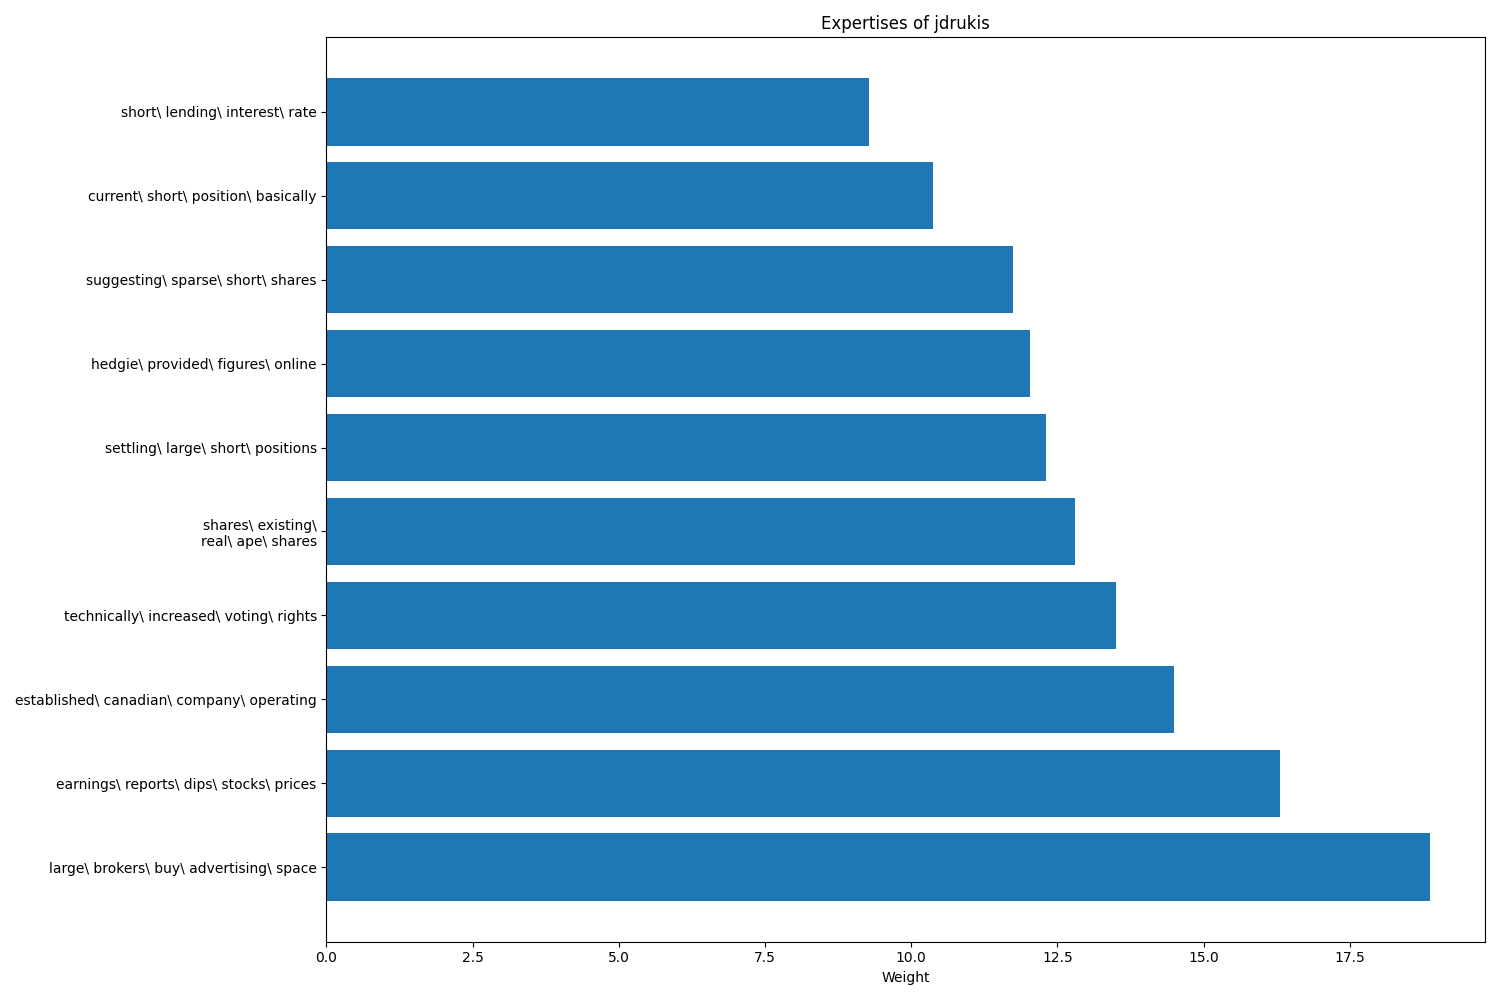 Expertises of jdrukis
short\ lending\ interest\ rate
current\ short\ position\ basically
suggesting\ sparse\ short\ shares
hedgie\ provided\ figures\ online
settling\ large\ short\ positions
shares\ existing\
real\ ape\ shares
technically\ increased\ voting\ rights
established\ canadian\ company\ operating
earnings\ reports\ dips\ stocks\ prices
large\ brokers\ buy\ advertising\ space
0.0 2.5 5.0 7.5 10.0 12.5 15.0 17.5
Weight